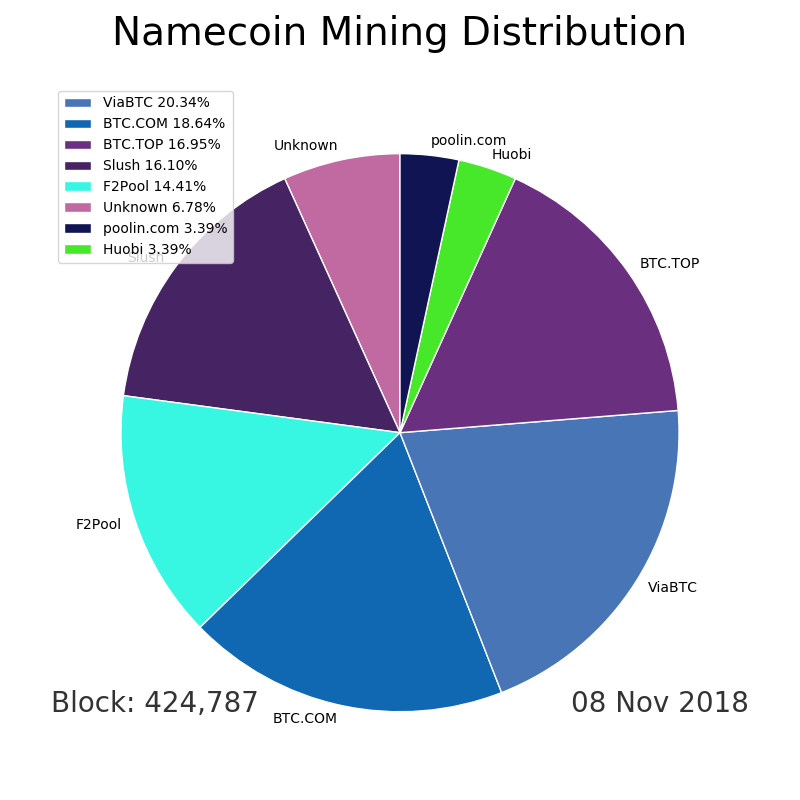 Namecoin Mining Distribution
ViaBTC 20.34%
BTC.COM 18.64%
BTC.TOP 16.95%
Slush 16.10%
F2Pool 14.41%
Unknown 6.78%
poolin.com 3.39%
Huobi 3.39%
Unknown
poolin.com
Huobi
Slush
BTC.TOP
F2Pool
ViaBTC
Block: 424,787
08 Nov 2018
BTC.COM